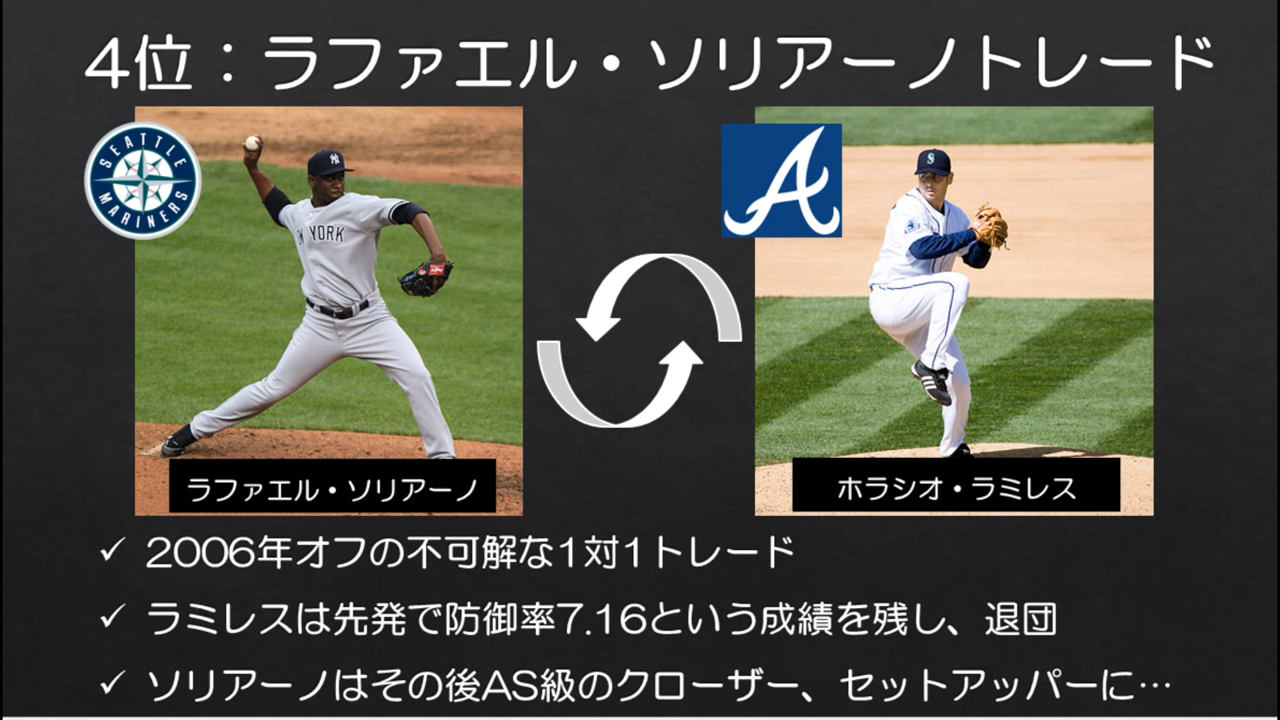 4位：ラファエル・ソリアーノトレード
SEATTLE
MARINERS
NY
YORK
A
S
ラファエル・ソリアーノ
ホラシオ・ラミレス
✓ 2006年オフの不可解な1対1トレード
✓ ラミレスは先発で防御率7.16という成績を残し、退団
✓ ソリアーノはその後AS級のクローザー、セットアッパーに…